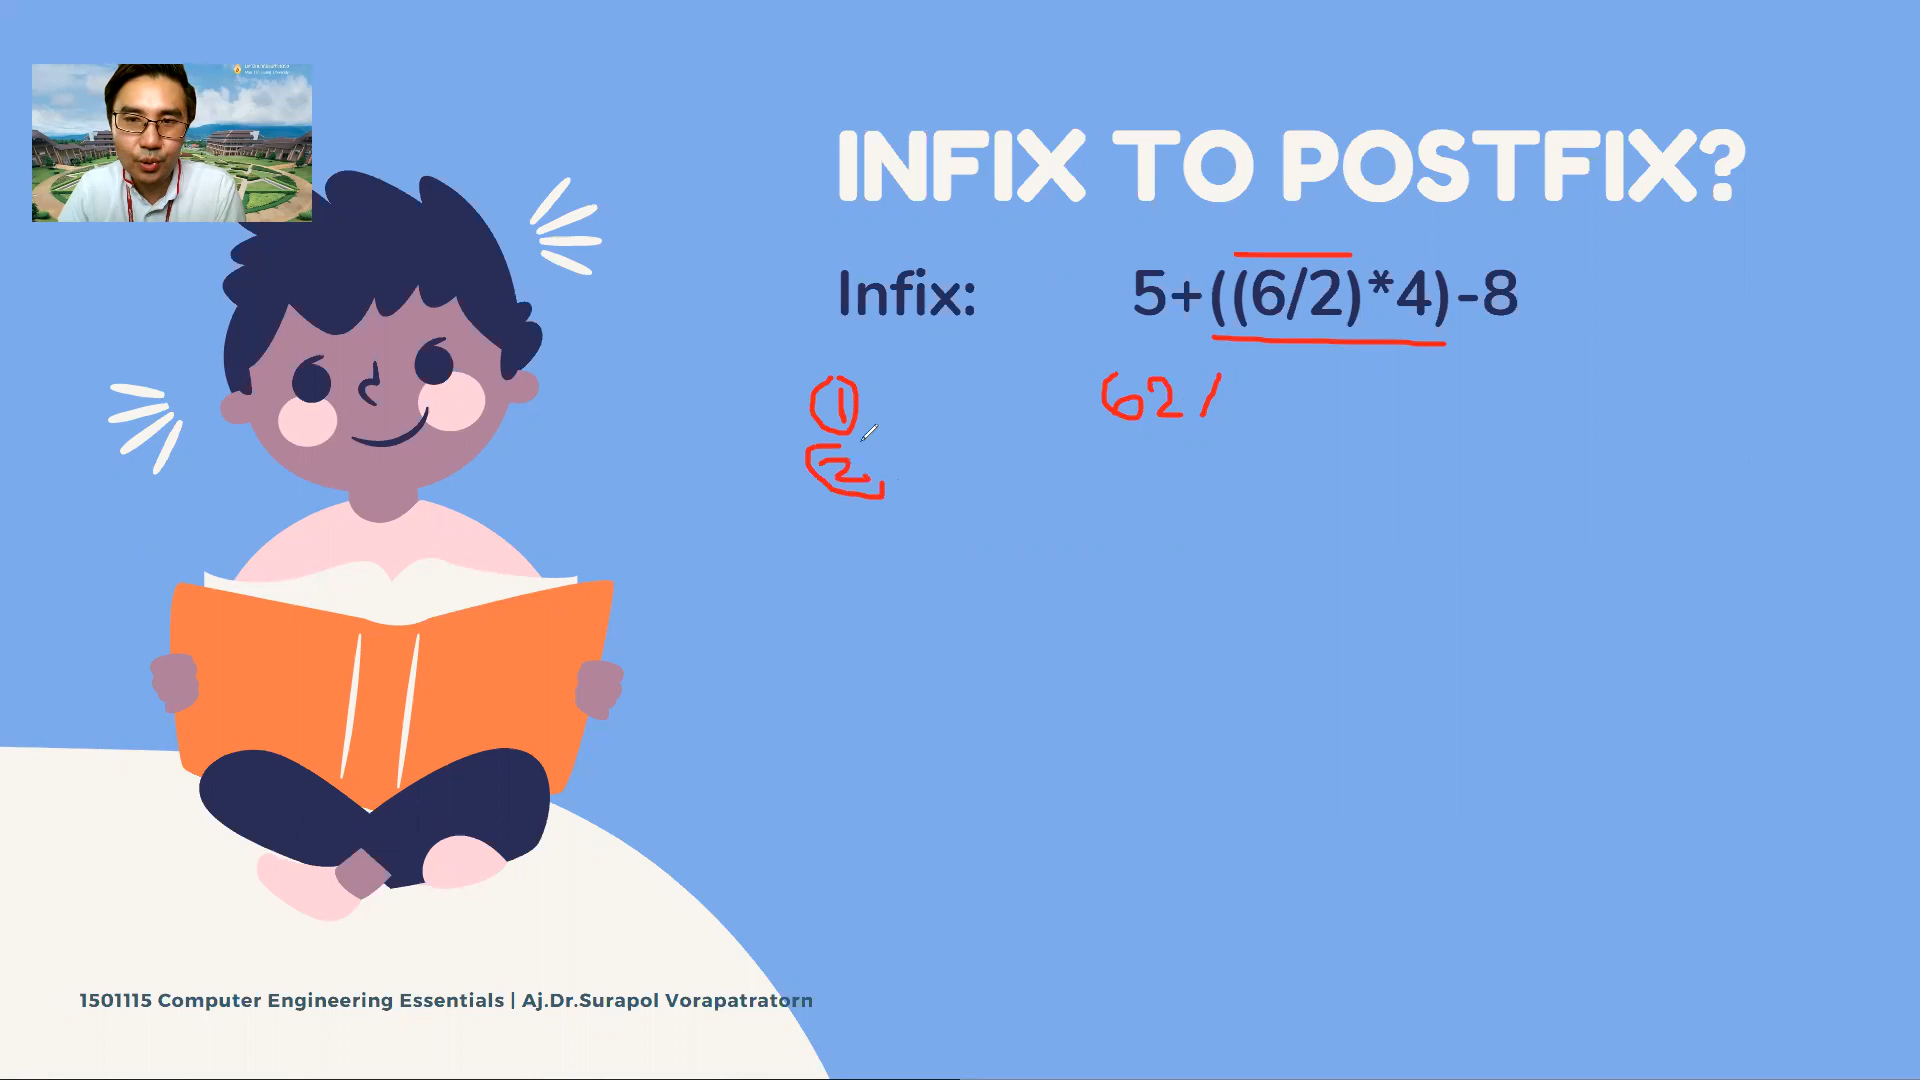 INFIX TO POSTFIX?
Infix: 5+((6/2)*4)-8
1 62/
2
1501115 Computer Engineering Essentials | Aj.Dr.Surapol Vorapatratorn